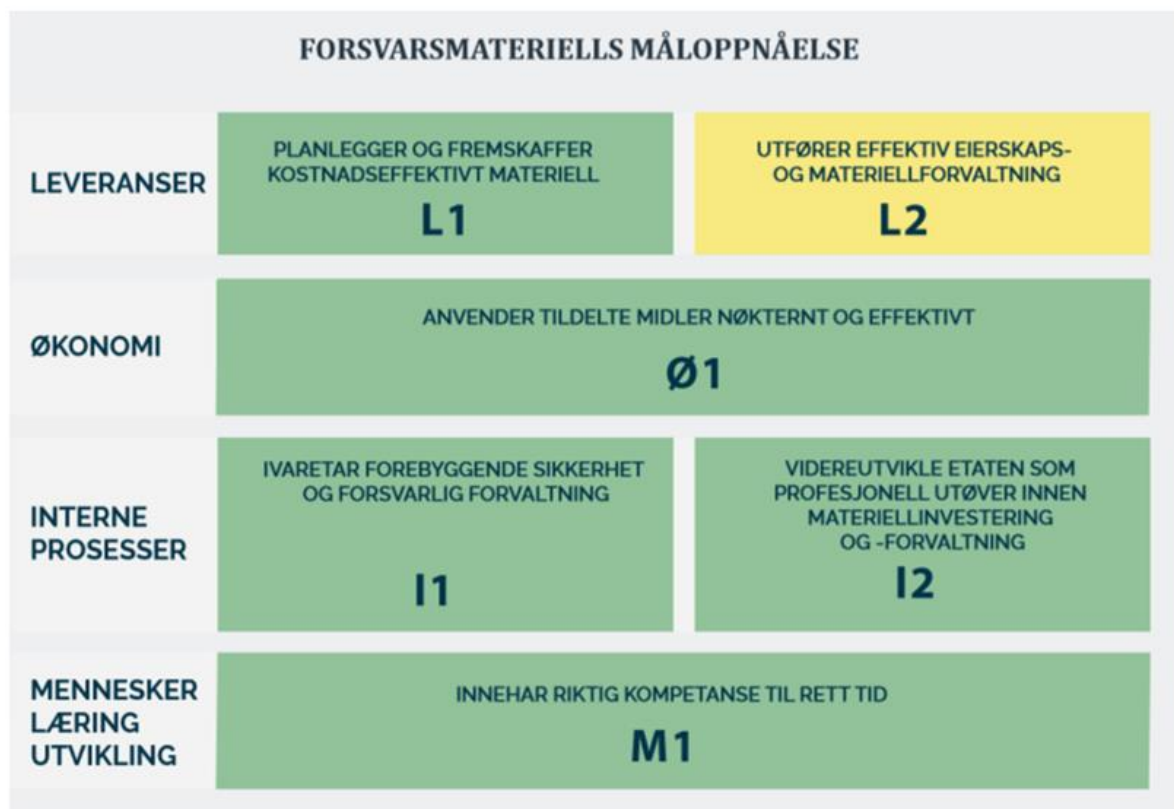 FORSVARSMATERIELLS MÅLOPPNÅELSE
LEVERANSER
PLANLEGGER OG FREMSKAFFER
KOSTNADSEFFEKTIVT MATERIELL
L1
UTFØRER EFFEKTIV EIERSKAPS-
OG MATERIELLFORVALTNING
L2
ØKONOMI
ANVENDER TILDELTE MIDLER NØKTERNT OG EFFEKTIVT
Ø1
INTERNE
PROSESSER
IVARETAR FOREBYGGENDE SIKKERHET
OG FORSVARLIG FORVALTNING
I1
VIDEREUTVIKLE ETATEN SOM
PROFESJONELL UTØVER INNEN
MATERIELLINVESTERING
OG -FORVALTNING
I2
MENNESKER
LÆRING
UTVIKLING
INNEHAR RIKTIG KOMPETANSE TIL RETT TID
M1